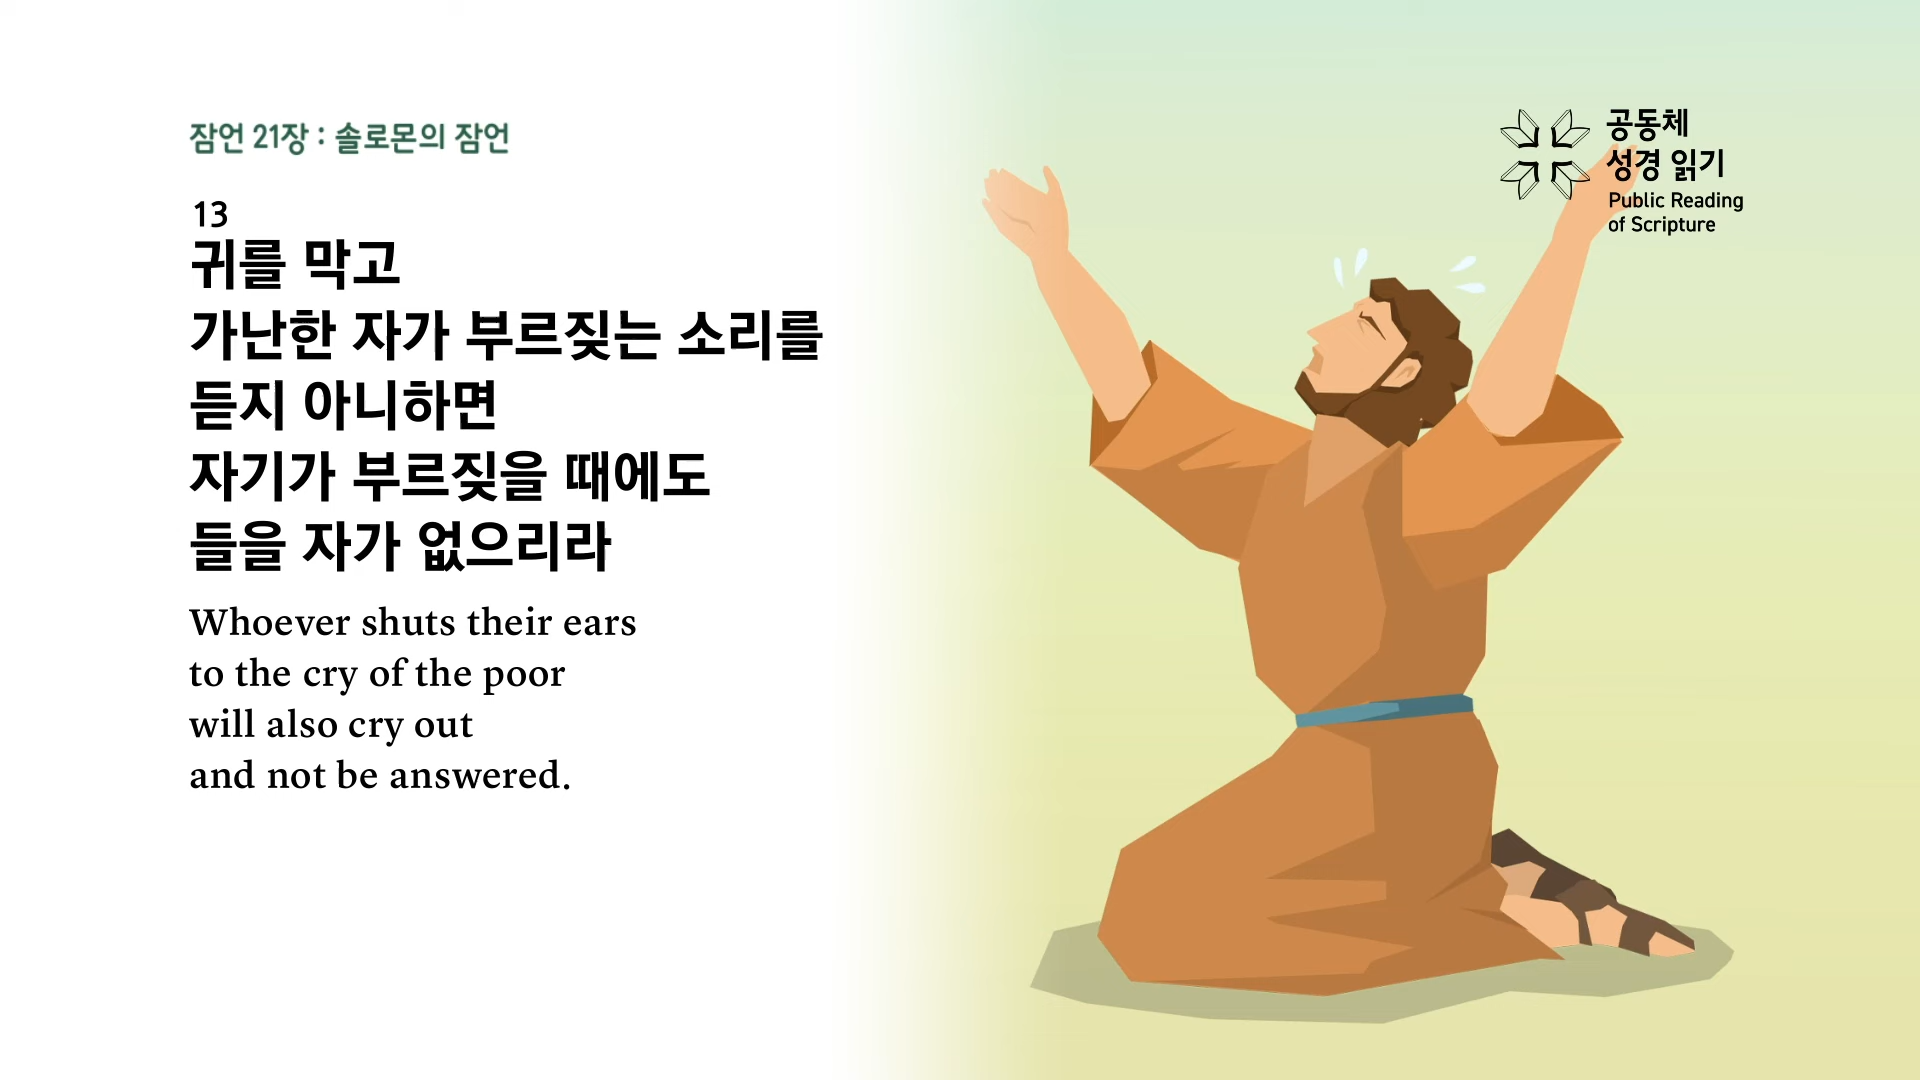 잠언 21장 : 솔로몬의 잠언
13
귀를 막고
가난한 자가 부르짖는 소리를
듣지 아니하면
자기가 부르짖을 때에도
들을 자가 없으리라
Whoever shuts their ears
to the cry of the poor
will also cry out
and not be answered.
공동체
성경 읽기
Public Reading
of Scripture